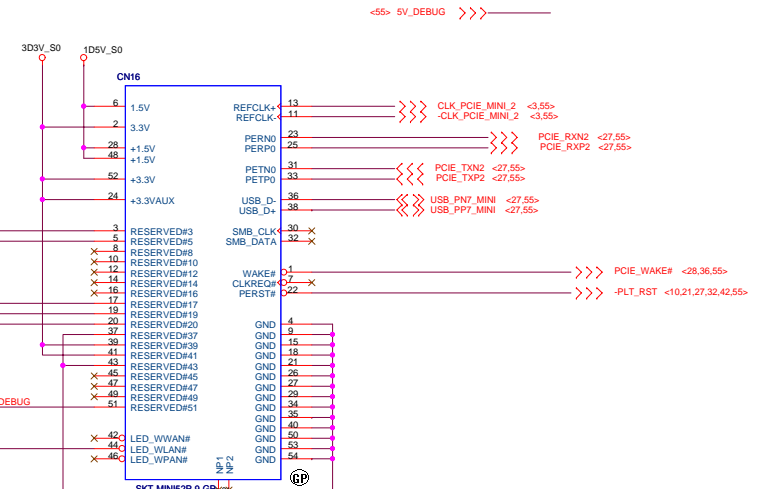 <55> 5V_DEBUG
3D3V_S0 1D5V_S0
CN16
6 1.5V REFCLK+ 13 CLK_PCIE_MINI_2 <3,55>
REFCLK- 11 -CLK_PCIE_MINI_2 <3,55>
2 3.3V
PERN0 23 PCIE_RXN2 <27,55>
28 +1.5V PERP0 25 PCIE_RXP2 <27,55>
48 +1.5V
PETN0 31 PCIE_TXN2 <27,55>
52 +3.3V PETP0 33 PCIE_TXP2 <27,55>
24 +3.3VAUX USB_D- 36 USB_PN7_MINI <27,55>
USB_D+ 38 USB_PP7_MINI <27,55>
3 RESERVED#3 SMB_CLK 30
5 RESERVED#5 SMB_DATA 32
8 RESERVED#8
10 RESERVED#10
12 RESERVED#12 WAKE# 1 PCIE_WAKE# <28,36,55>
14 RESERVED#14 CLKREQ# 7
16 RESERVED#16 PERST# 22 -PLT_RST <10,21,27,32,42,55>
17 RESERVED#17
19 RESERVED#19
20 RESERVED#20 GND 4
37 RESERVED#37 GND 9
39 RESERVED#39 GND 15
41 RESERVED#41 GND 18
43 RESERVED#43 GND 21
45 RESERVED#45 GND 26
47 RESERVED#47 GND 27
49 RESERVED#49 GND 29
DEBUG 51 RESERVED#51 GND 34
GND 35
GND 40
42 LED_WWAN# GND 50
44 LED_WLAN# GND 53
46 LED_WPAN# GND 54
NP1 NP2
GP
SKT-MINI52P-9-GP